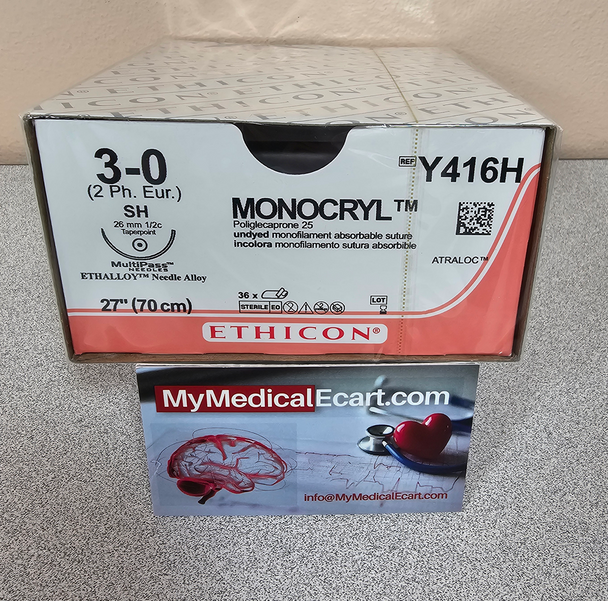 3-0
(2 Ph. Eur.)
SH
26 mm 1/2c
Taperpoint
MultiPass™
NEEDLES
ETHALLOY™ Needle Alloy
27" (70 cm)
REF Y416H
MONOCRYL™
Poliglecaprone 25
undyed monofilament absorbable suture
incolora monofilamento sutura absorbible
ATRALOC™
36 x
STERILE EO
LOT
ETHICON®
MyMedicalEcart.com
info@MyMedicalEcart.com